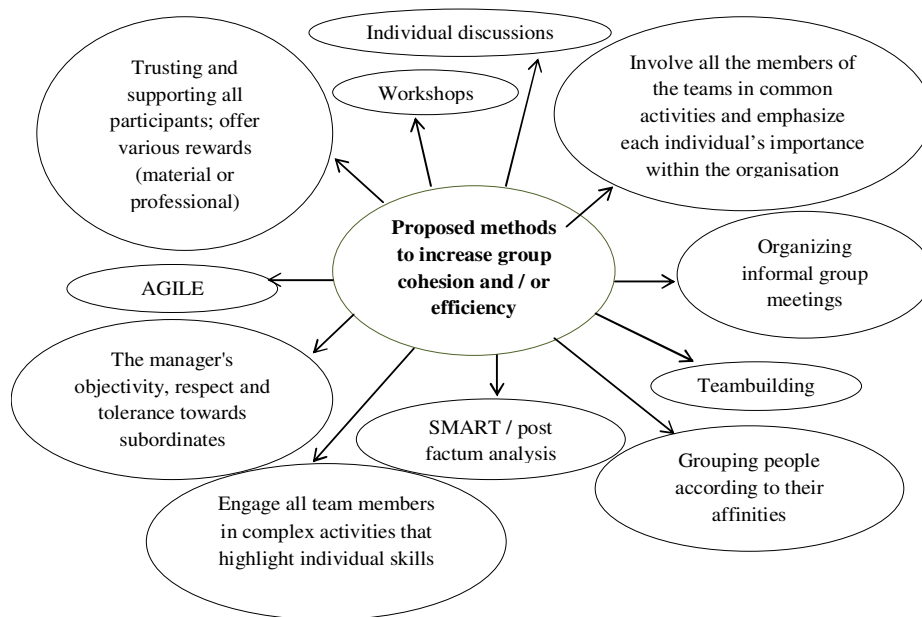 Individual discussions
Trusting and
supporting all
participants; offer
various rewards
(material or
professional)
Workshops
Involve all the members of
the teams in common
activities and emphasize
each individual’s importance
within the organisation
Proposed methods
to increase group
cohesion and / or
efficiency
Organizing
informal group
meetings
AGILE
The manager's
objectivity, respect and
tolerance towards
subordinates
Teambuilding
SMART / post
factum analysis
Grouping people
according to their
affinities
Engage all team members
in complex activities that
highlight individual skills